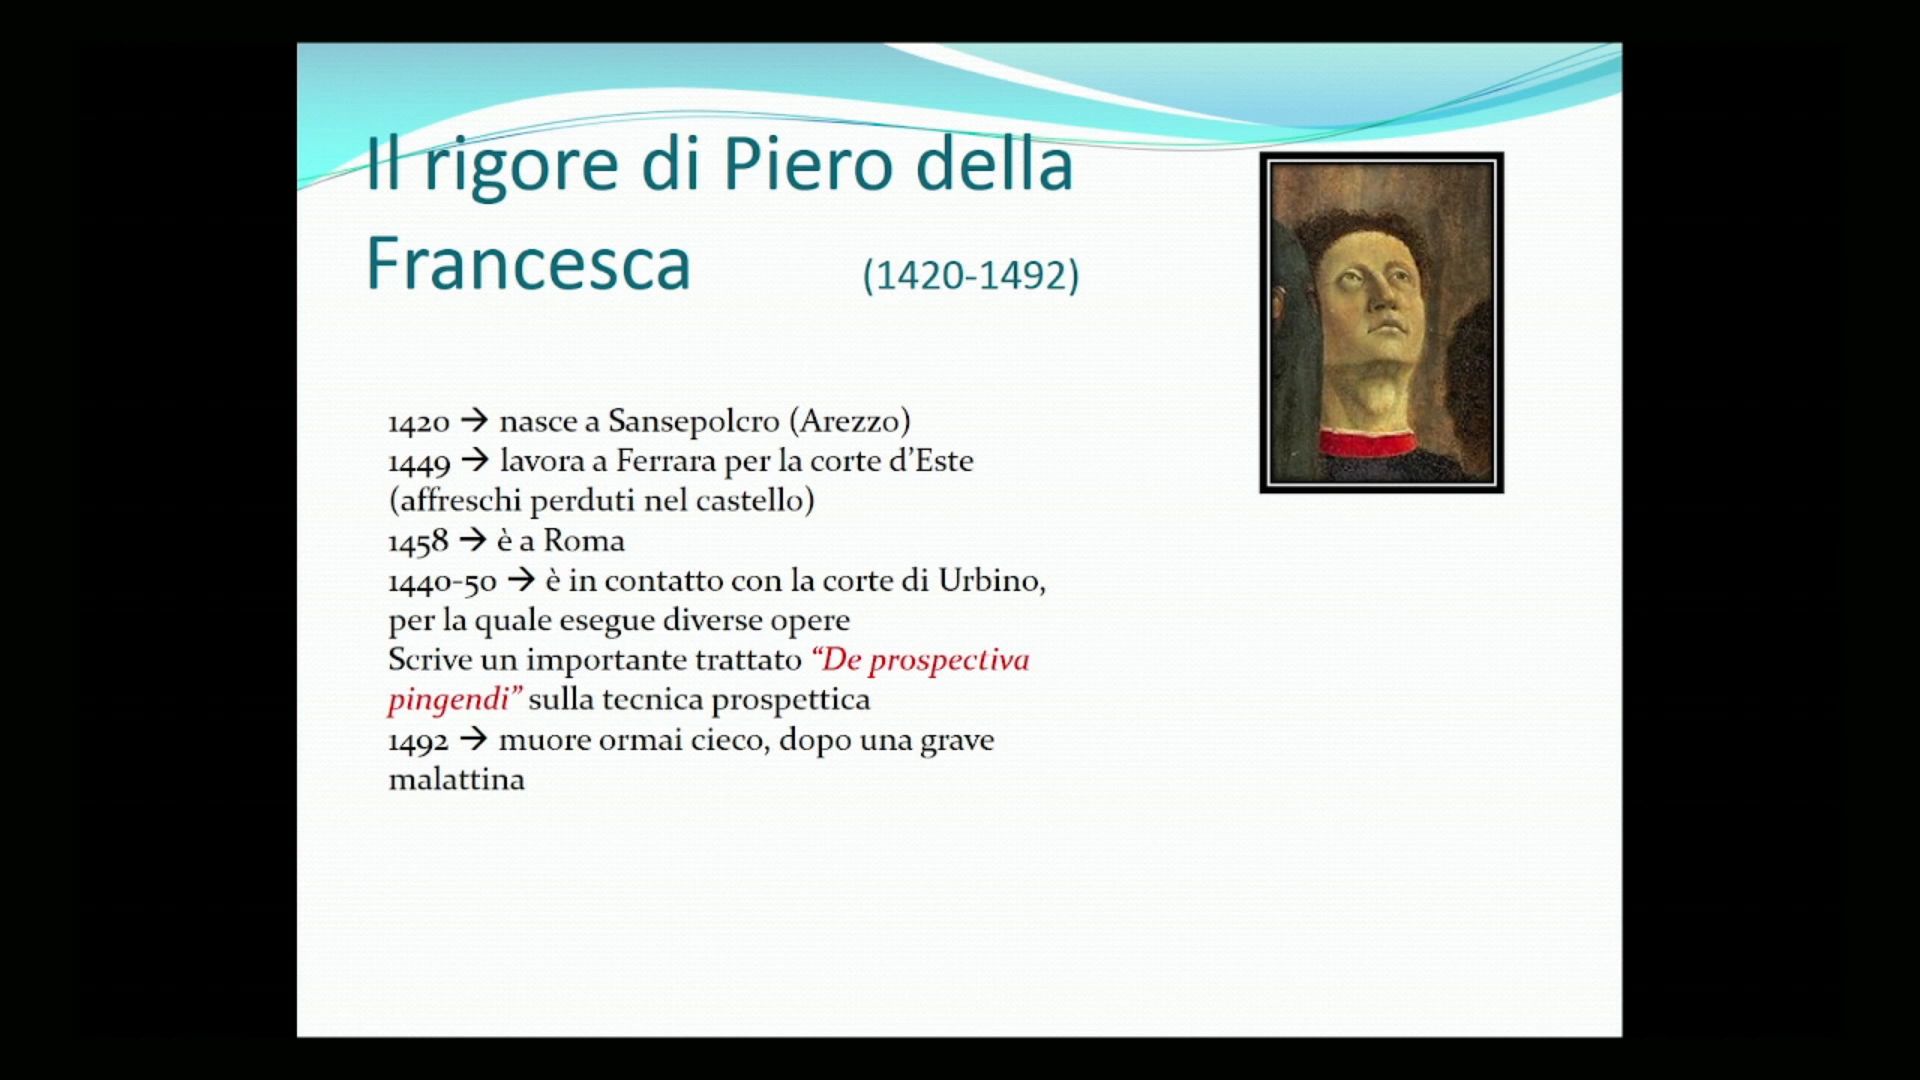 Il rigore di Piero della
Francesca (1420-1492)
1420 → nasce a Sansepolcro (Arezzo)
1449 → lavora a Ferrara per la corte d’Este
(affreschi perduti nel castello)
1458 → è a Roma
1440-50 → è in contatto con la corte di Urbino,
per la quale esegue diverse opere
Scrive un importante trattato “De prospectiva
pingendi” sulla tecnica prospettica
1492 → muore ormai cieco, dopo una grave
malattina